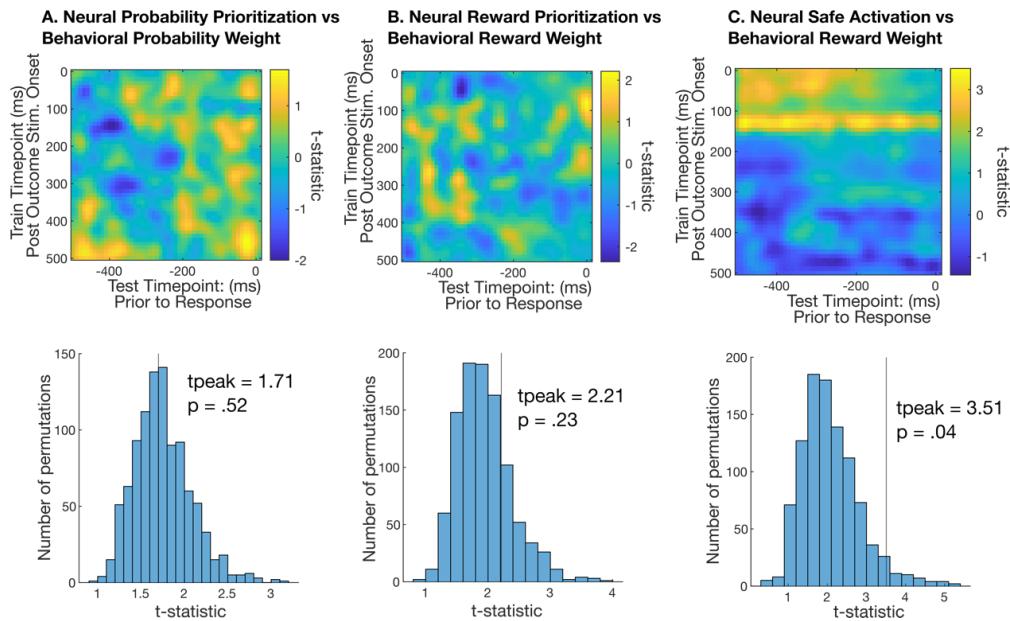 A. Neural Probability Prioritization vs
Behavioral Probability Weight
Train Timepoint (ms)
Post Outcome Stim. Onset
0
100
200
300
400
500
-400
-200
0
Test Timepoint: (ms)
Prior to Response
1
0
-1
-2
t-statistic
B. Neural Reward Prioritization vs
Behavioral Reward Weight
Train Timepoint (ms)
Post Outcome Stim. Onset
0
100
200
300
400
500
-400
-200
0
Test Timepoint: (ms)
Prior to Response
2
1
0
-1
-2
t-statistic
C. Neural Safe Activation vs
Behavioral Reward Weight
Train Timepoint (ms)
Post Outcome Stim. Onset
0
100
200
300
400
500
-400
-200
0
Test Timepoint: (ms)
Prior to Response
3
2
1
0
-1
t-statistic
Number of permutations
150
100
50
0
1
1.5
2
2.5
3
t-statistic
tpeak = 1.71
p = .52
Number of permutations
200
150
100
50
0
1
2
3
4
t-statistic
tpeak = 2.21
p = .23
Number of permutations
200
150
100
50
0
1
2
3
4
5
t-statistic
tpeak = 3.51
p = .04